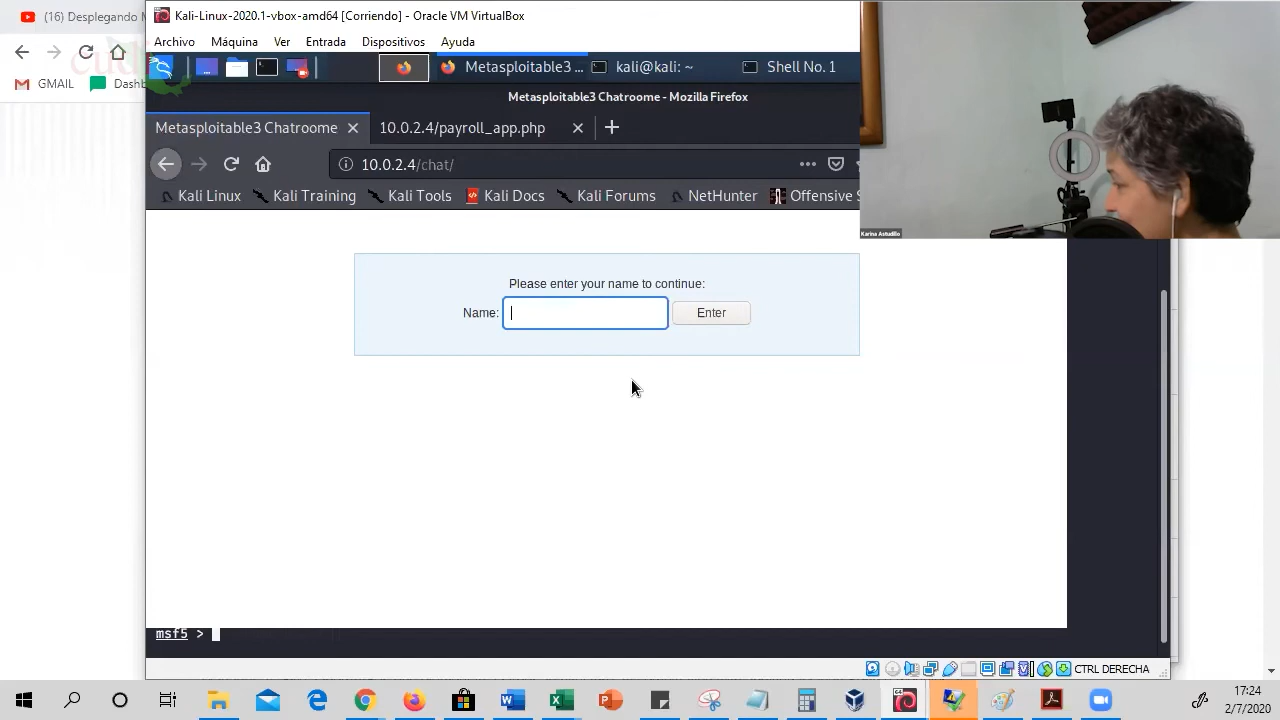 (16) Desplegando M
Kali-Linux-2020.1-vbox-amd64 [Corriendo] - Oracle VM VirtualBox
Archivo Máquina Ver Entrada Dispositivos Ayuda
Metasploitable3 ... kali@kali: ~ Shell No. 1
GMAIL Dashb
Metasploitable3 Chatroome - Mozilla Firefox
Metasploitable3 Chatroome 10.0.2.4/payroll_app.php
10.0.2.4/chat/
Kali Linux Kali Training Kali Tools Kali Docs Kali Forums NetHunter Offensive S
Karina Astudillo
Please enter your name to continue:
Name: Enter
msf5 >
CTRL DERECHA
17:24
2/7/2020